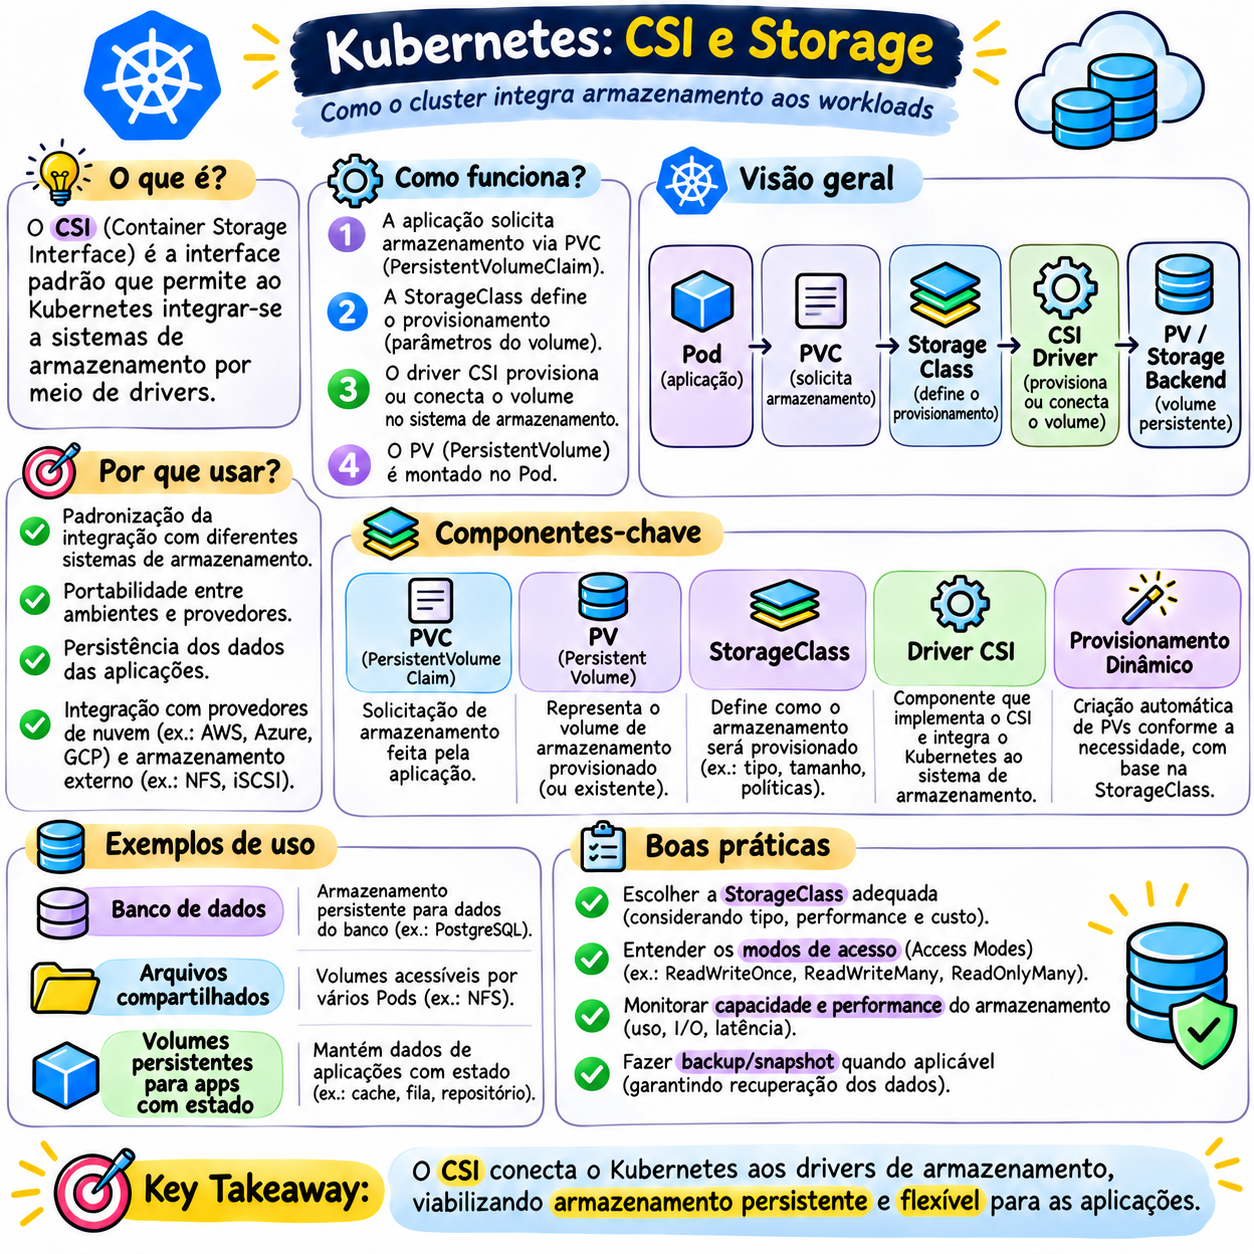 Kubernetes: CSI e Storage
Como o cluster integra armazenamento aos workloads
O que é?
O CSI (Container Storage
Interface) é a interface
padrão que permite ao
Kubernetes integrar-se
a sistemas de
armazenamento por
meio de drivers.
Como funciona?
1
A aplicação solicita
armazenamento via PVC
(PersistentVolumeClaim).
2
A StorageClass define
o provisionamento
(parâmetros do volume).
3
O driver CSI provisiona
ou conecta o volume
no sistema de armazenamento.
4
O PV (PersistentVolume)
é montado no Pod.
Visão geral
Pod
(aplicação)
PVC
(solicita
armazenamento)
Storage
Class
(define o
provisionamento)
CSI
Driver
(provisiona
ou conecta
o volume)
PV /
Storage
Backend
(volume
persistente)
Por que usar?
Padronização da
integração com diferentes
sistemas de armazenamento.
Portabilidade entre
ambientes e provedores.
Persistência dos dados
das aplicações.
Integração com provedores
de nuvem (ex.: AWS, Azure,
GCP) e armazenamento
externo (ex.: NFS, iSCSI).
Componentes-chave
PVC
(PersistentVolume
Claim)
Solicitação de
armazenamento
feita pela
aplicação.
PV
(Persistent
Volume)
Representa o
volume de
armazenamento
provisionado
(ou existente).
StorageClass
Define como o
armazenamento
será provisionado
(ex.: tipo, tamanho,
políticas).
Driver CSI
Componente que
implementa o CSI
e integra o
Kubernetes ao
sistema de
armazenamento.
Provisionamento
Dinâmico
Criação automática
de PVs conforme a
necessidade, com
base na
StorageClass.
Exemplos de uso
Banco de dados
Armazenamento
persistente para dados
do banco (ex.: PostgreSQL).
Arquivos
compartilhados
Volumes acessíveis por
vários Pods (ex.: NFS).
Volumes
persistentes
para apps
com estado
Mantém dados de
aplicações com estado
(ex.: cache, fila, repositório).
Boas práticas
Escolher a StorageClass adequada
(considerando tipo, performance e custo).
Entender os modos de acesso (Access Modes)
(ex.: ReadWriteOnce, ReadWriteMany, ReadOnlyMany).
Monitorar capacidade e performance do armazenamento
(uso, I/O, latência).
Fazer backup/snapshot quando aplicável
(garantindo recuperação dos dados).
Key Takeaway:
O CSI conecta o Kubernetes aos drivers de armazenamento,
viabilizando armazenamento persistente e flexível para as aplicações.